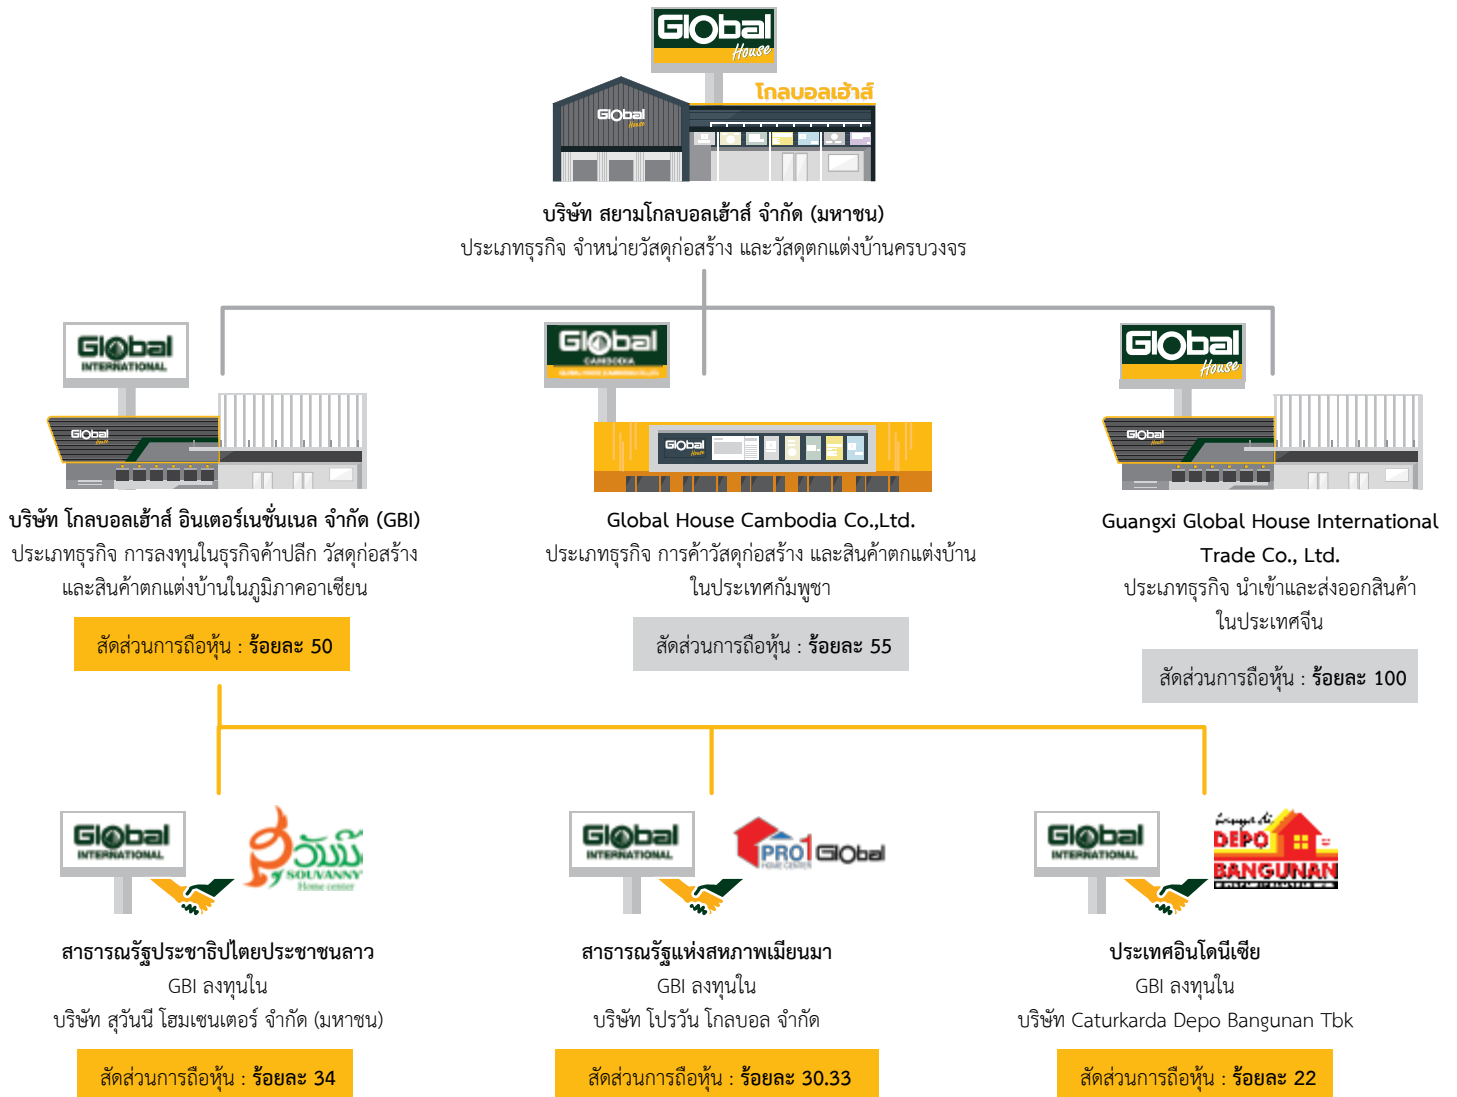 Global
House
โกลบอลเฮ้าส์
Global
House
บริษัท สยามโกลบอลเฮ้าส์ จำกัด (มหาชน)
ประเภทธุรกิจ จำหน่ายวัสดุก่อสร้าง และวัสดุตกแต่งบ้านครบวงจร
Global
INTERNATIONAL
Global
House
บริษัท โกลบอลเฮ้าส์ อินเตอร์เนชั่นเนล จำกัด (GBI)
ประเภทธุรกิจ การลงทุนในธุรกิจค้าปลีก วัสดุก่อสร้าง
และสินค้าตกแต่งบ้านในภูมิภาคอาเซียน
สัดส่วนการถือหุ้น : ร้อยละ 50
Global
CAMBODIA
Global
House
Global House Cambodia Co.,Ltd.
ประเภทธุรกิจ การค้าวัสดุก่อสร้าง และสินค้าตกแต่งบ้าน
ในประเทศกัมพูชา
สัดส่วนการถือหุ้น : ร้อยละ 55
Global
House
Global
House
Guangxi Global House International
Trade Co., Ltd.
ประเภทธุรกิจ นำเข้าและส่งออกสินค้า
ในประเทศจีน
สัดส่วนการถือหุ้น : ร้อยละ 100
Global
INTERNATIONAL
สุวันนี
SOUVANNY
Home center
สาธารณรัฐประชาธิปไตยประชาชนลาว
GBI ลงทุนใน
บริษัท สุวันนี โฮมเซนเตอร์ จำกัด (มหาชน)
สัดส่วนการถือหุ้น : ร้อยละ 34
Global
INTERNATIONAL
PRO1 Global
HOME CENTER
สาธารณรัฐแห่งสหภาพเมียนมา
GBI ลงทุนใน
บริษัท โปรวัน โกลบอล จำกัด
สัดส่วนการถือหุ้น : ร้อยละ 30.33
Global
INTERNATIONAL
DEPO
BANGUNAN
ประเทศอินโดนีเซีย
GBI ลงทุนใน
บริษัท Caturkarda Depo Bangunan Tbk
สัดส่วนการถือหุ้น : ร้อยละ 22